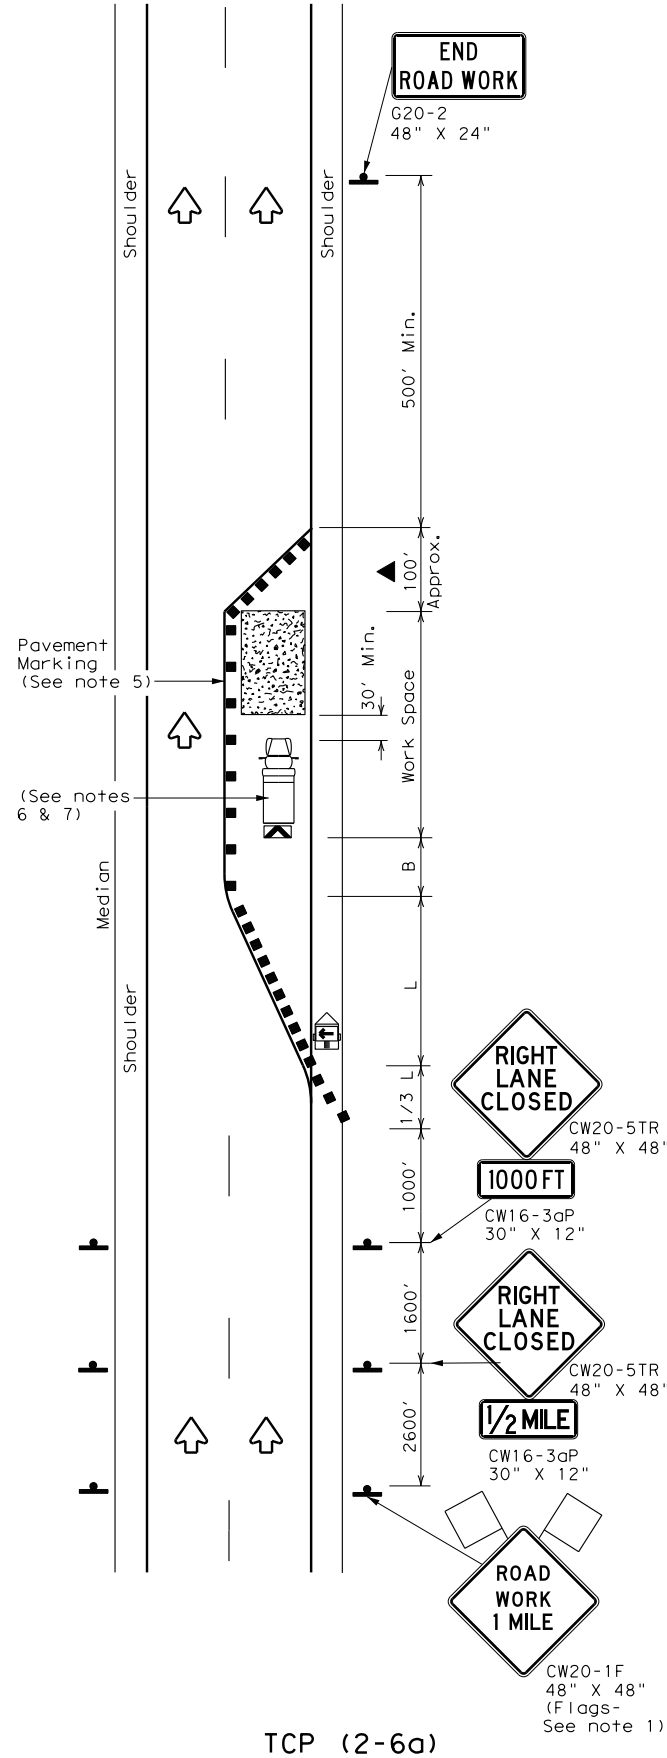 END
ROAD WORK
G20-2
48" X 24"
Shoulder
Shoulder
500' Min.
100'
Approx.
Pavement
Marking
(See note 5)
30' Min.
Work Space
(See notes
6 & 7)
B
Median
L
Shoulder
RIGHT
LANE
CLOSED
1/3 L
CW20-5TR
48" X 48"
1000 FT
1000'
CW16-3aP
30" X 12"
RIGHT
LANE
CLOSED
1600'
CW20-5TR
48" X 48"
1/2 MILE
2600'
CW16-3aP
30" X 12"
ROAD
WORK
1 MILE
CW20-1F
48" X 48"
(Flags-
See note 1)
TCP (2-6a)